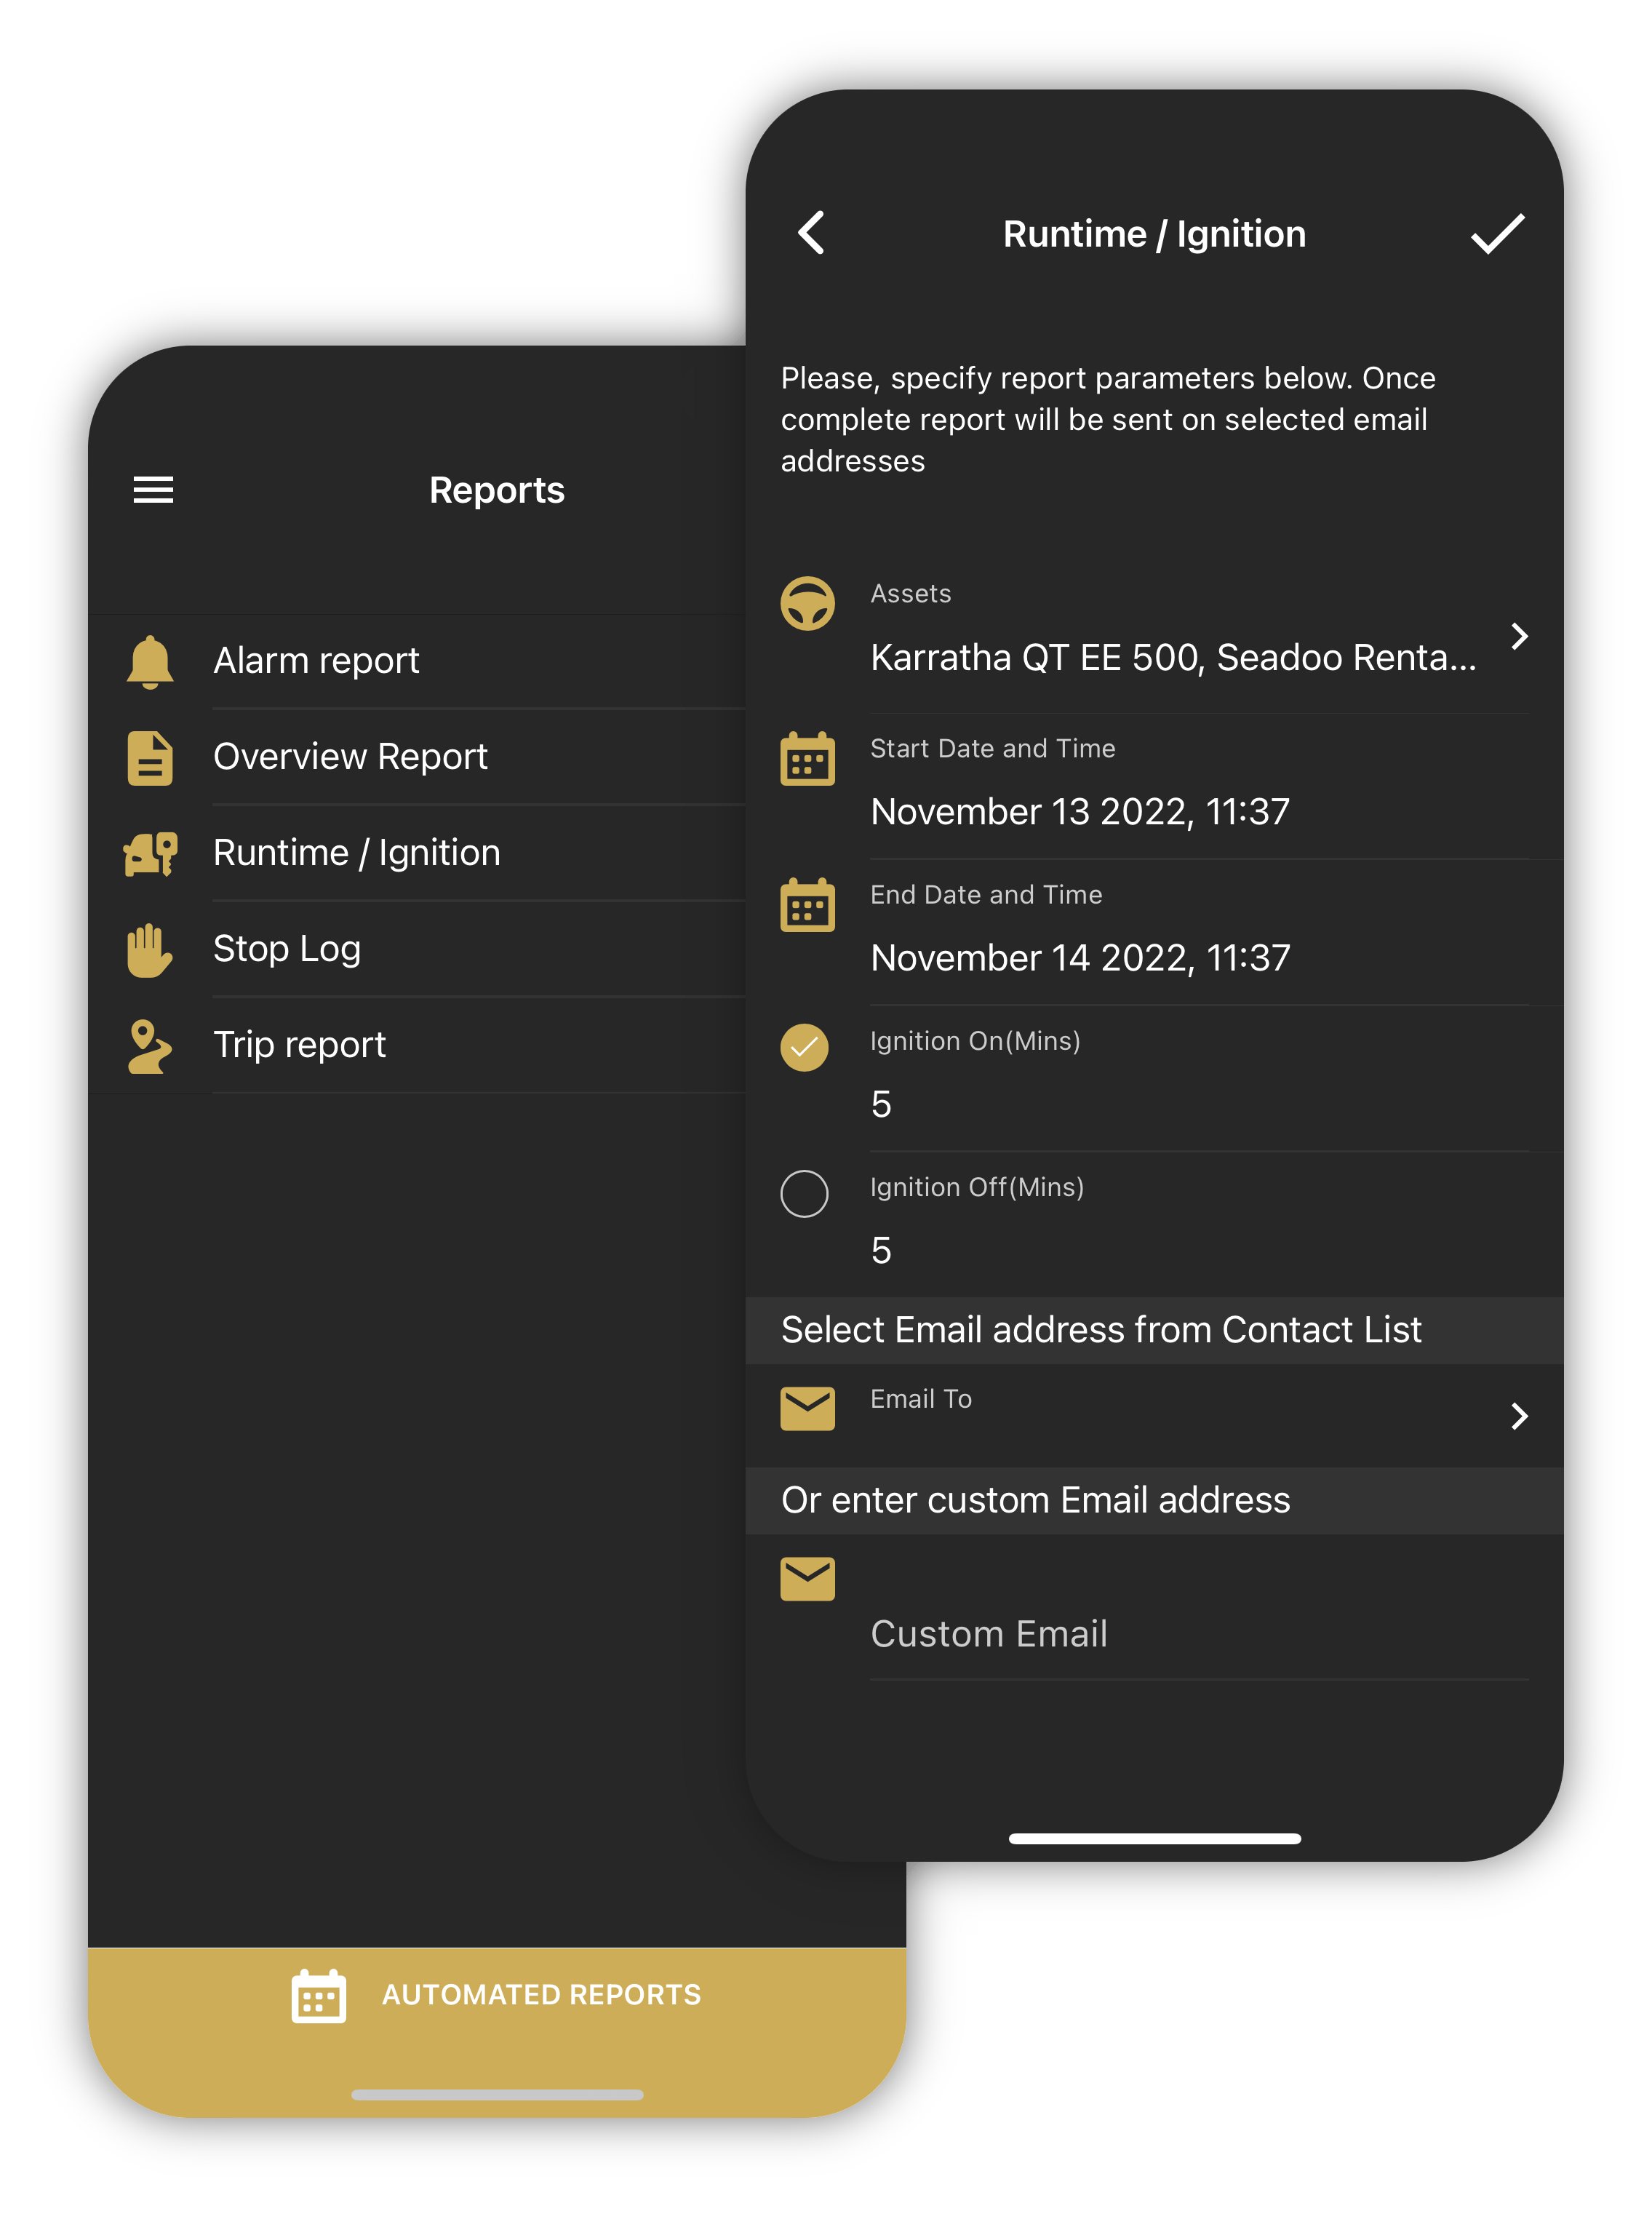 Reports
Alarm report
Overview Report
Runtime / Ignition
Stop Log
Trip report
AUTOMATED REPORTS
Runtime / Ignition
Please, specify report parameters below. Once
complete report will be sent on selected email
addresses
Assets
Karratha QT EE 500, Seadoo Renta...
Start Date and Time
November 13 2022, 11:37
End Date and Time
November 14 2022, 11:37
Ignition On(Mins)
5
Ignition Off(Mins)
5
Select Email address from Contact List
Email To
Or enter custom Email address
Custom Email